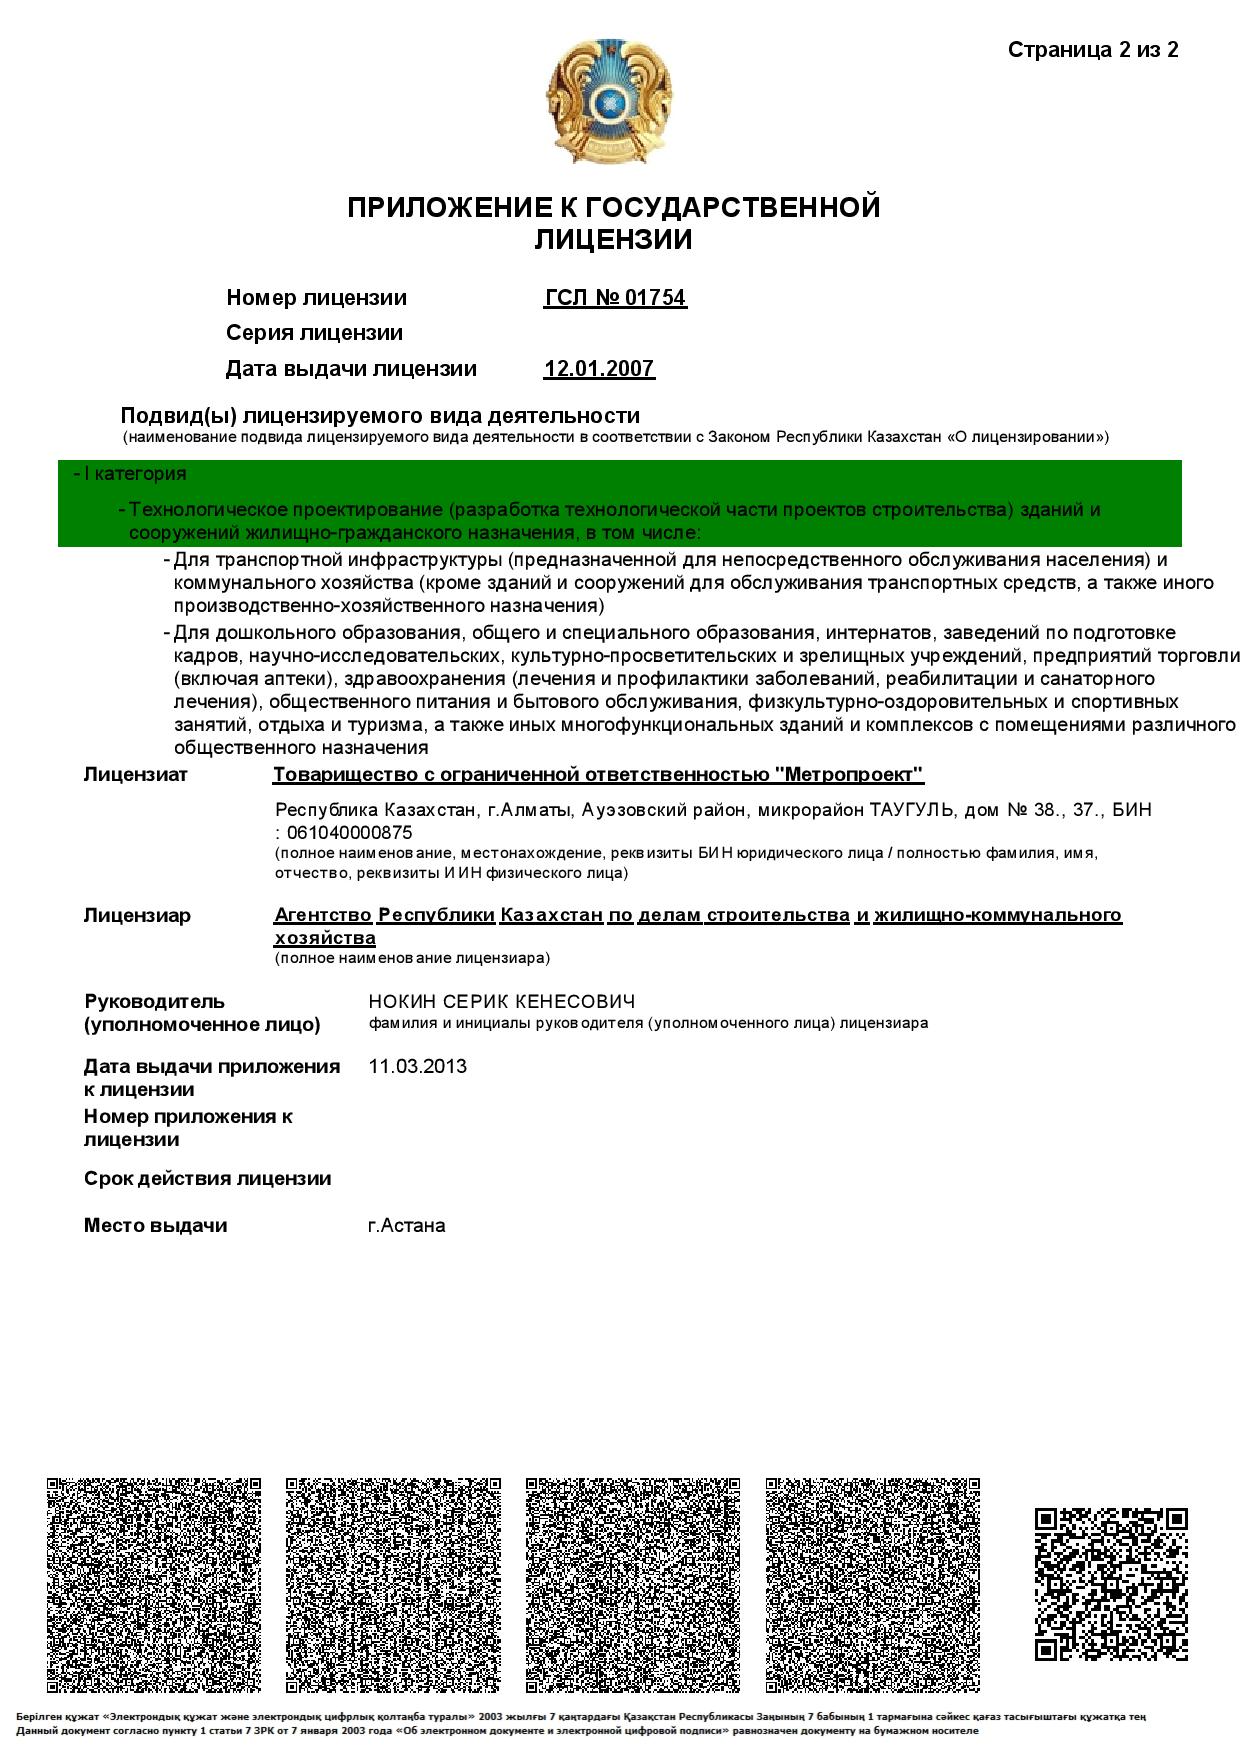 Страница 2 из 2
ПРИЛОЖЕНИЕ К ГОСУДАРСТВЕННОЙ
ЛИЦЕНЗИИ
Номер лицензии ГСЛ № 01754
Серия лицензии
Дата выдачи лицензии 12.01.2007
Подвид(ы) лицензируемого вида деятельности
(наименование подвида лицензируемого вида деятельности в соответствии с Законом Республики Казахстан «О лицензировании»)
- I категория
- Технологическое проектирование (разработка технологической части проектов строительства) зданий и
сооружений жилищно-гражданского назначения, в том числе:
- Для транспортной инфраструктуры (предназначенной для непосредственного обслуживания населения) и
коммунального хозяйства (кроме зданий и сооружений для обслуживания транспортных средств, а также иного
производственно-хозяйственного назначения)
- Для дошкольного образования, общего и специального образования, интернатов, заведений по подготовке
кадров, научно-исследовательских, культурно-просветительских и зрелищных учреждений, предприятий торговли
(включая аптеки), здравоохранения (лечения и профилактики заболеваний, реабилитации и санаторного
лечения), общественного питания и бытового обслуживания, физкультурно-оздоровительных и спортивных
занятий, отдыха и туризма, а также иных многофункциональных зданий и комплексов с помещениями различного
общественного назначения
Лицензиат Товарищество с ограниченной ответственностью "Метропроект"
Республика Казахстан, г.Алматы, Ауэзовский район, микрорайон ТАУГУЛЬ, дом № 38., 37., БИН
: 061040000875
(полное наименование, местонахождение, реквизиты БИН юридического лица / полностью фамилия, имя,
отчество, реквизиты ИИН физического лица)
Лицензиар Агентство Республики Казахстан по делам строительства и жилищно-коммунального
хозяйства
(полное наименование лицензиара)
Руководитель НОКИН СЕРИК КЕНЕСОВИЧ
(уполномоченное лицо) фамилия и инициалы руководителя (уполномоченного лица) лицензиара
Дата выдачи приложения 11.03.2013
к лицензии
Номер приложения к
лицензии
Срок действия лицензии
Место выдачи г.Астана
Берілген құжат «Электрондық құжат және электрондық цифрлық қолтаңба туралы» 2003 жылғы 7 қаңтардағы Қазақстан Республикасы Заңының 7 бабының 1 тармағына сәйкес қағаз тасығыштағы құжатқа тең
Данный документ согласно пункту 1 статьи 7 ЗРК от 7 января 2003 года «Об электронном документе и электронной цифровой подписи» равнозначен документу на бумажном носителе